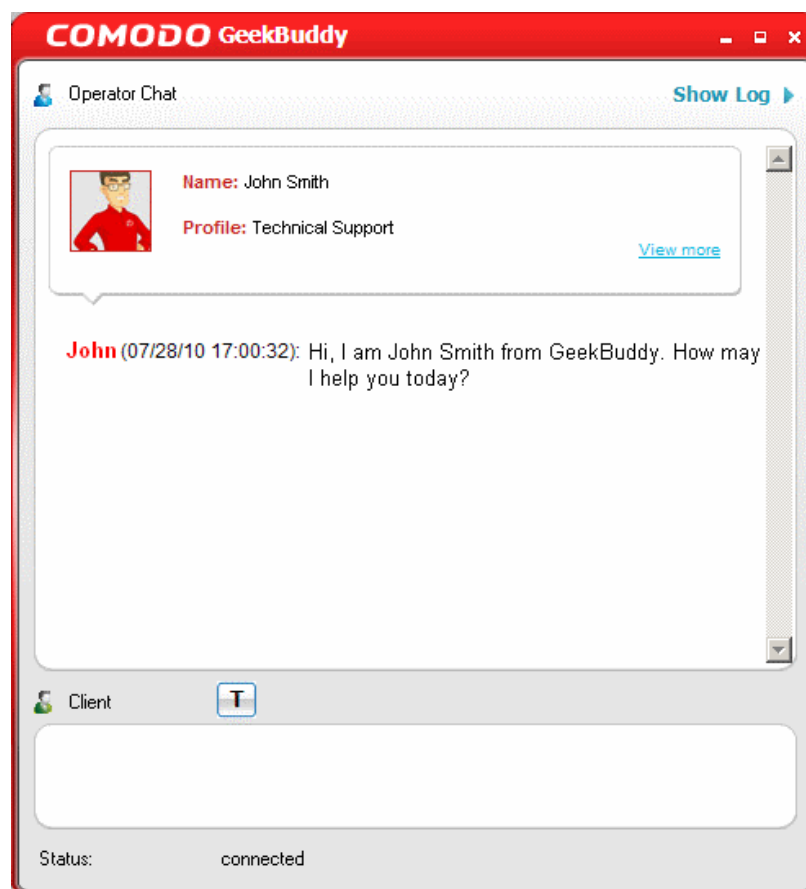 COMODO GeekBuddy
Operator Chat
Show Log
Name: John Smith
Profile: Technical Support
View more
John (07/28/10 17:00:32): Hi, I am John Smith from GeekBuddy. How may
I help you today?
Client
T
Status: connected